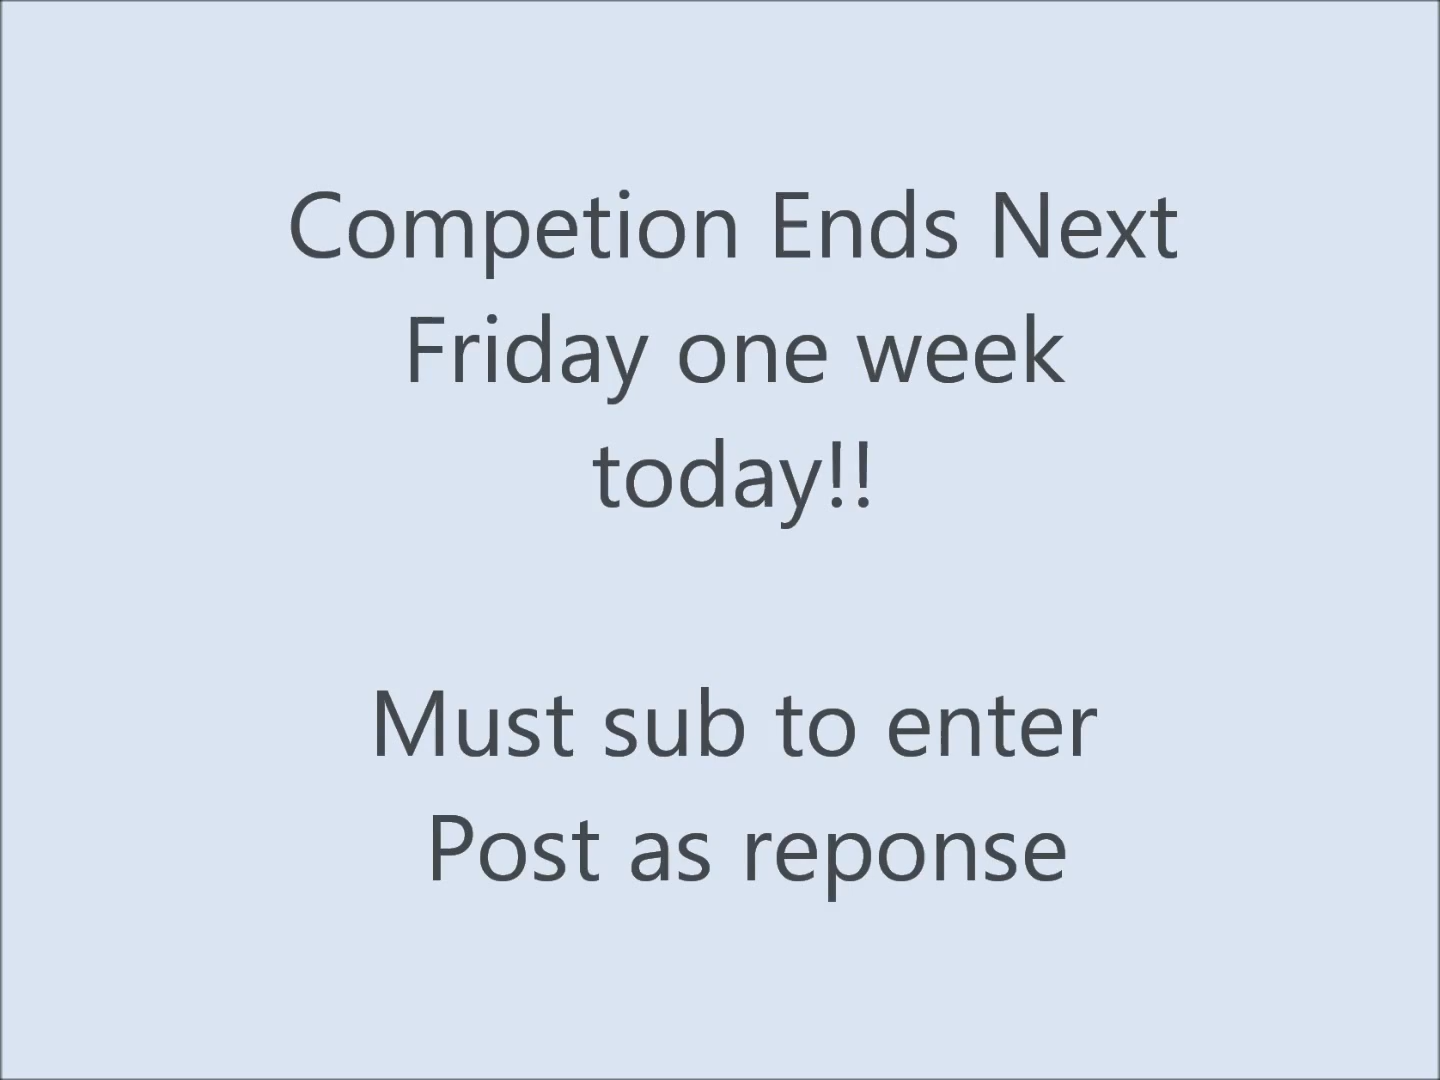 Competion Ends Next
Friday one week
today!!
Must sub to enter
Post as reponse